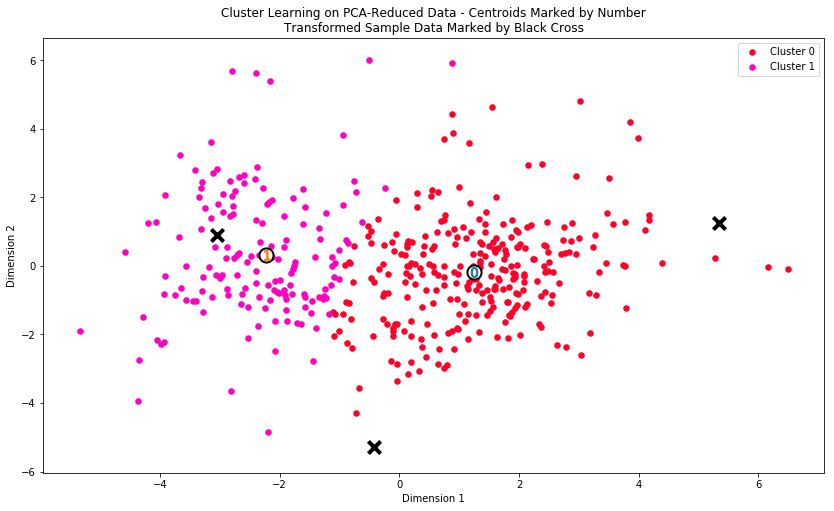 Cluster Learning on PCA-Reduced Data - Centroids Marked by Number
Transformed Sample Data Marked by Black Cross
Cluster 0
Cluster 1
6
4
2
0
−2
−4
−6
Dimension 2
1
0
−4
−2
0
2
4
6
Dimension 1